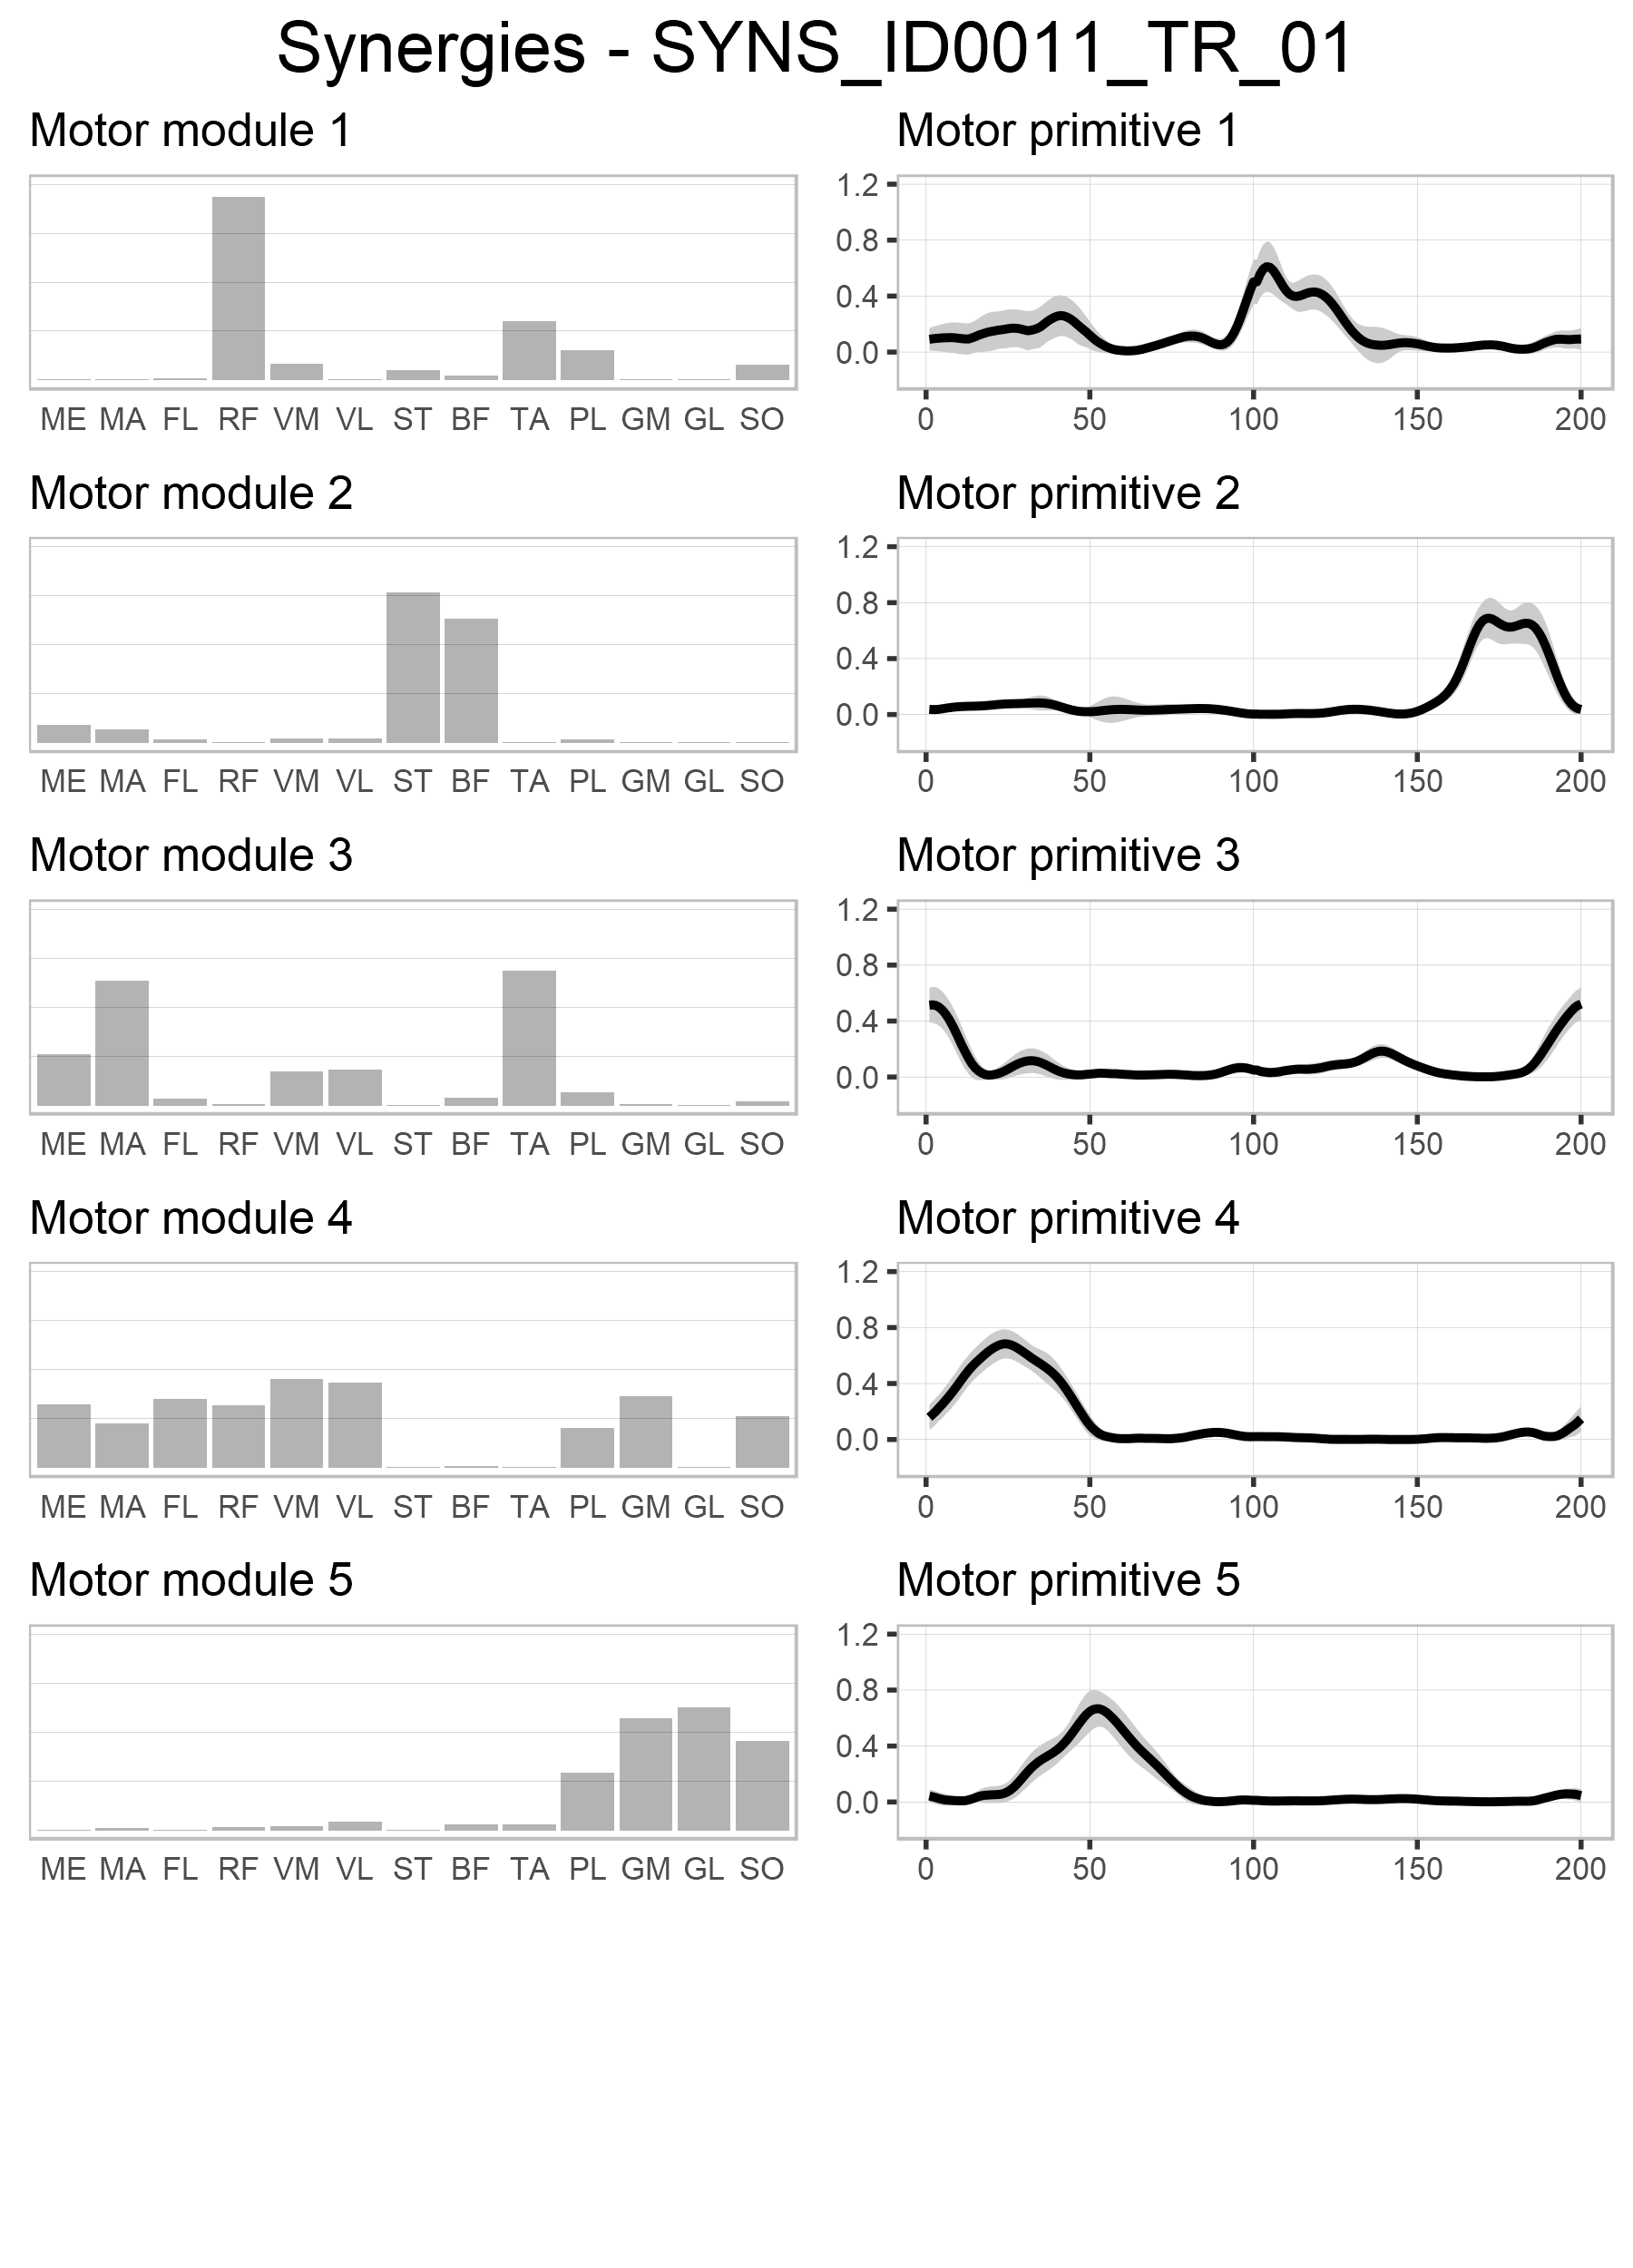 Synergies - SYNS_ID0011_TR_01
Motor module 1
Motor primitive 1
1.2
0.8
0.4
0.0
ME MA FL RF VM VL ST BF TA PL GM GL SO
0 50 100 150 200
Motor module 2
Motor primitive 2
1.2
0.8
0.4
0.0
ME MA FL RF VM VL ST BF TA PL GM GL SO
0 50 100 150 200
Motor module 3
Motor primitive 3
1.2
0.8
0.4
0.0
ME MA FL RF VM VL ST BF TA PL GM GL SO
0 50 100 150 200
Motor module 4
Motor primitive 4
1.2
0.8
0.4
0.0
ME MA FL RF VM VL ST BF TA PL GM GL SO
0 50 100 150 200
Motor module 5
Motor primitive 5
1.2
0.8
0.4
0.0
ME MA FL RF VM VL ST BF TA PL GM GL SO
0 50 100 150 200